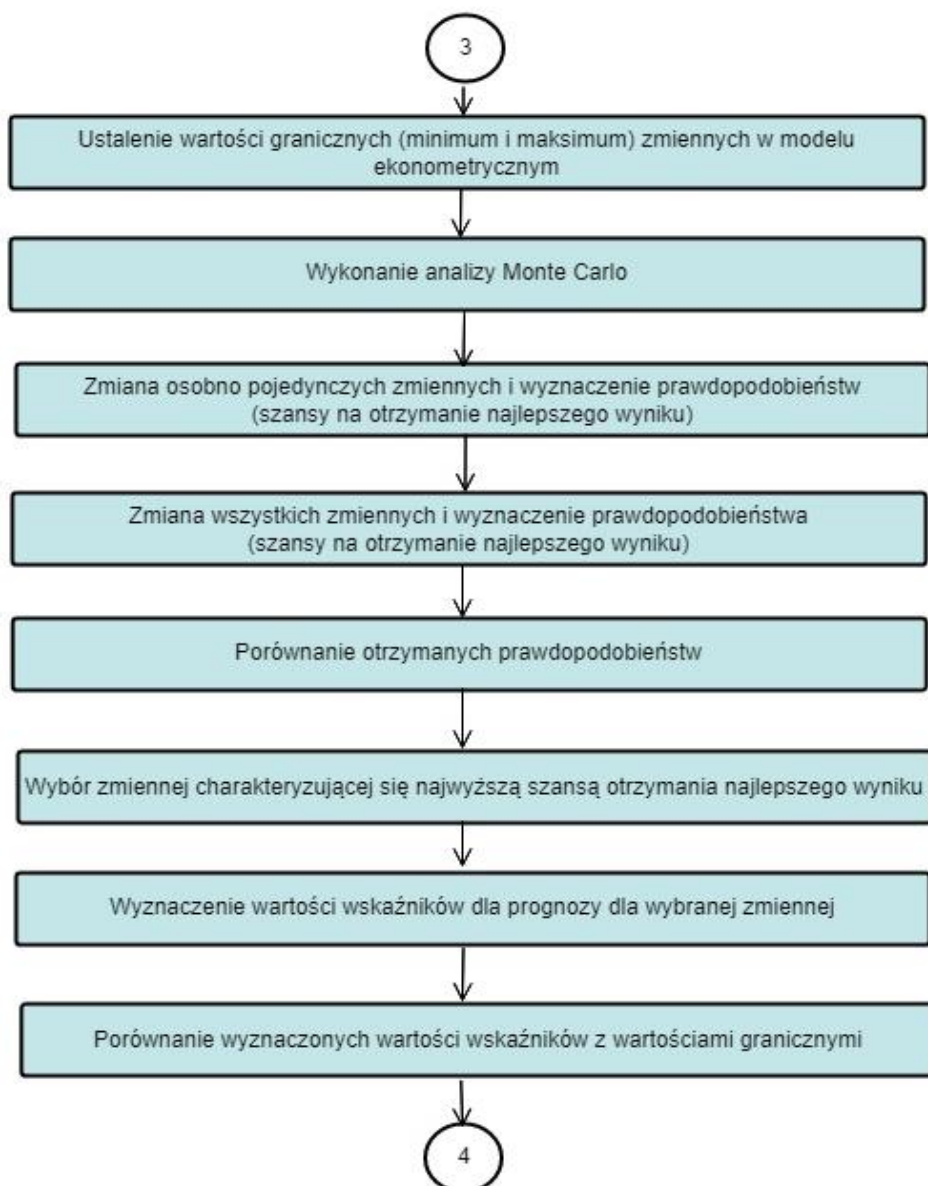 3
Ustalenie wartości granicznych (minimum i maksimum) zmiennych w modelu
ekonometrycznym
Wykonanie analizy Monte Carlo
Zmiana osobno pojedynczych zmiennych i wyznaczenie prawdopodobieństw
(szansy na otrzymanie najlepszego wyniku)
Zmiana wszystkich zmiennych i wyznaczenie prawdopodobieństwa
(szansy na otrzymanie najlepszego wyniku)
Porównanie otrzymanych prawdopodobieństw
Wybór zmiennej charakteryzującej się najwyższą szansą otrzymania najlepszego wyniku
Wyznaczenie wartości wskaźników dla prognozy dla wybranej zmiennej
Porównanie wyznaczonych wartości wskaźników z wartościami granicznymi
4